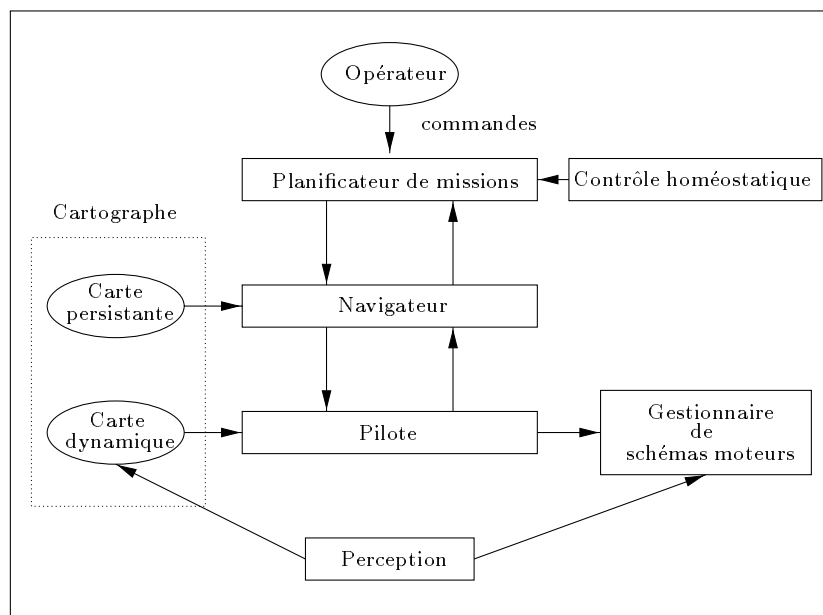 Opérateur
commandes
Planificateur de missions
Contrôle homéostatique
Cartographe
Carte
persistante
Navigateur
Carte
dynamique
Pilote
Gestionnaire
de
schémas moteurs
Perception